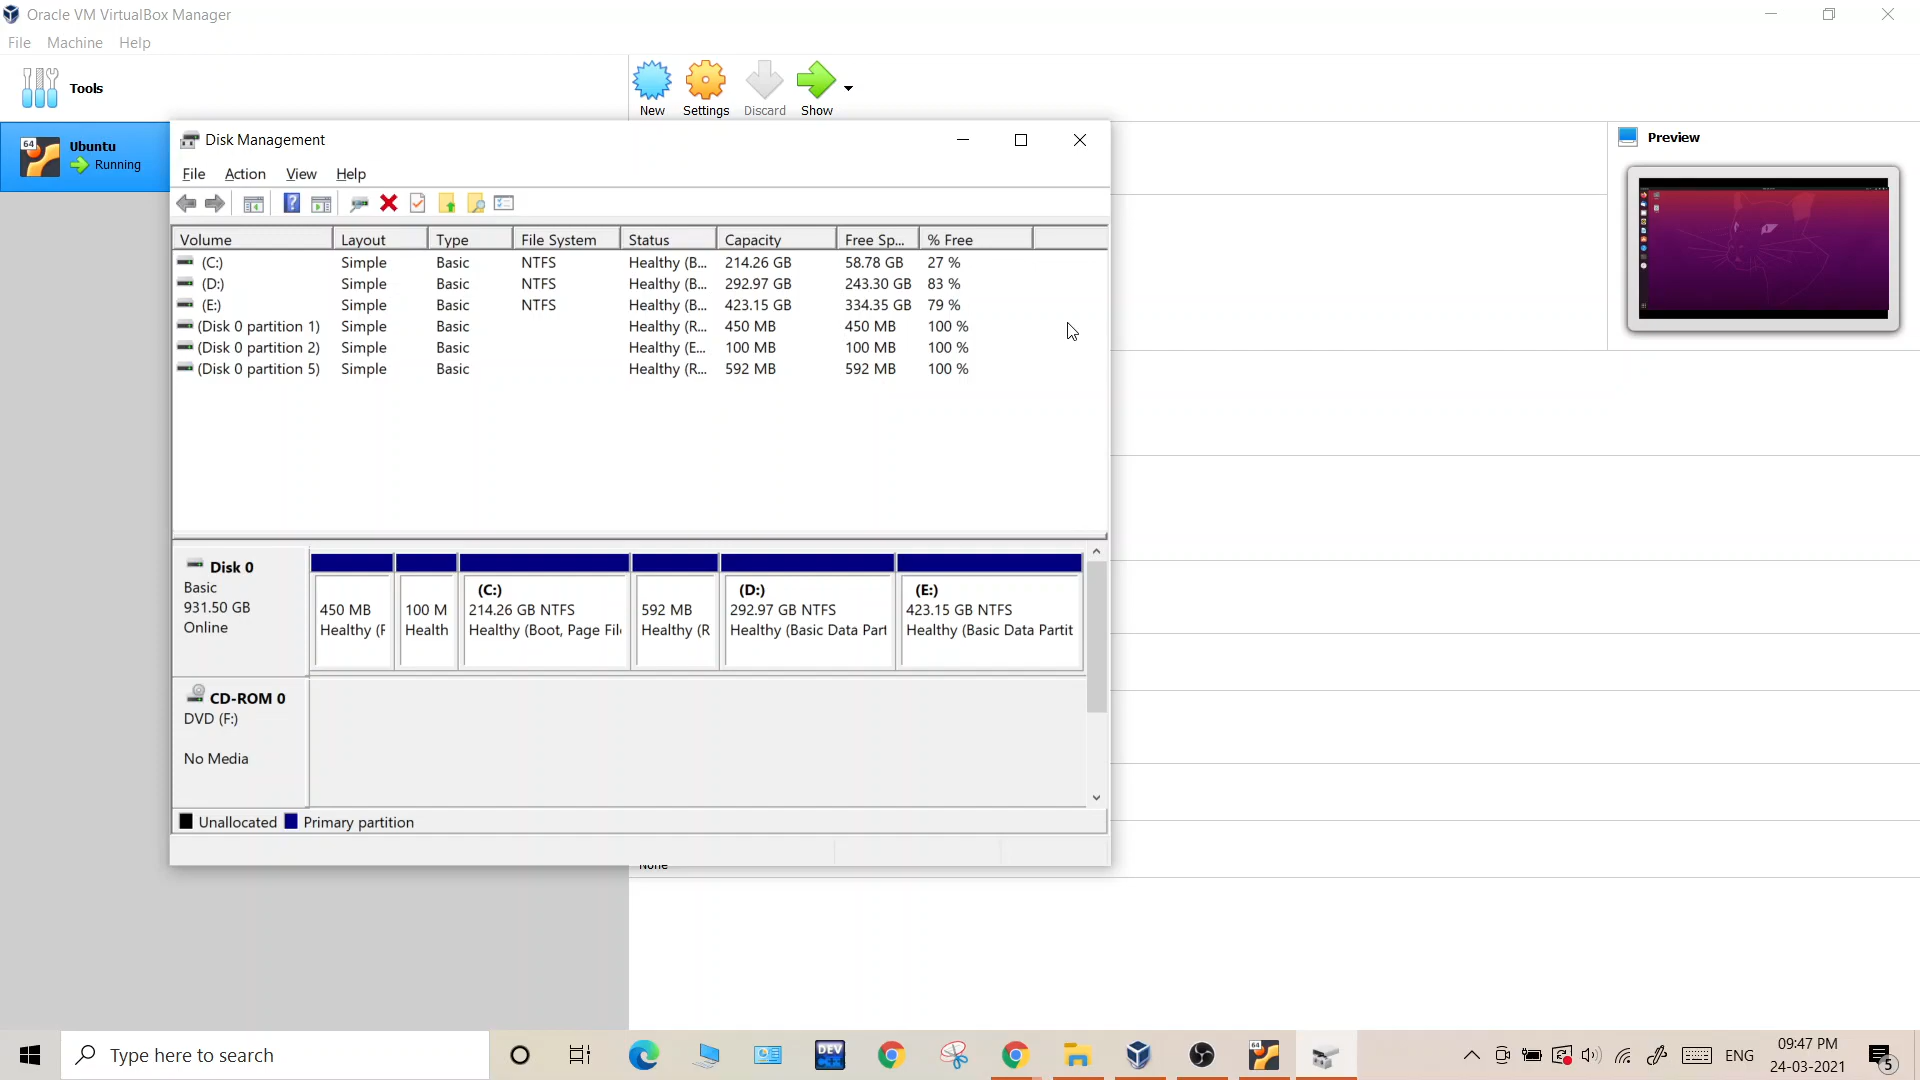 Oracle VM VirtualBox Manager
File Machine Help
Tools
New Settings Discard Show
64 Ubuntu
Running
Preview
Disk Management
File Action View Help
Volume Layout Type File System Status Capacity Free Sp... % Free
(C:) Simple Basic NTFS Healthy (B... 214.26 GB 58.78 GB 27 %
(D:) Simple Basic NTFS Healthy (B... 292.97 GB 243.30 GB 83 %
(E:) Simple Basic NTFS Healthy (B... 423.15 GB 334.35 GB 79 %
(Disk 0 partition 1) Simple Basic Healthy (R... 450 MB 450 MB 100 %
(Disk 0 partition 2) Simple Basic Healthy (E... 100 MB 100 MB 100 %
(Disk 0 partition 5) Simple Basic Healthy (R... 592 MB 592 MB 100 %
Disk 0
Basic
931.50 GB
Online
450 MB
Healthy (F
100 M
Health
(C:)
214.26 GB NTFS
Healthy (Boot, Page Fil
592 MB
Healthy (R
(D:)
292.97 GB NTFS
Healthy (Basic Data Part
(E:)
423.15 GB NTFS
Healthy (Basic Data Partit
CD-ROM 0
DVD (F:)
No Media
Unallocated Primary partition
None
Type here to search
DEV
C++
64
ENG
09:47 PM
24-03-2021
5